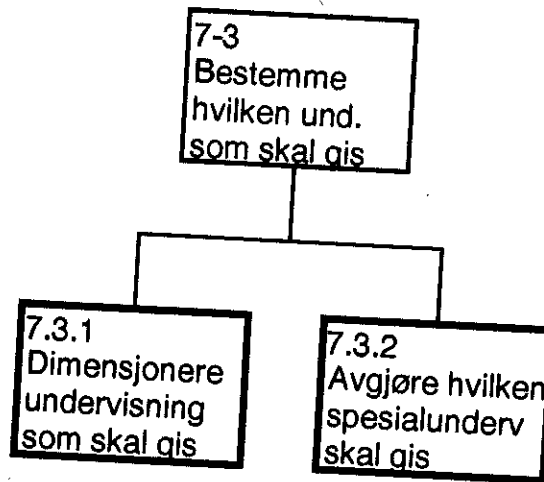 7-3
Bestemme
hvilken und.
som skal gis
7.3.1
Dimensjonere
undervisning
som skal gis
7.3.2
Avgjøre hvilken
spesialunderv
skal gis